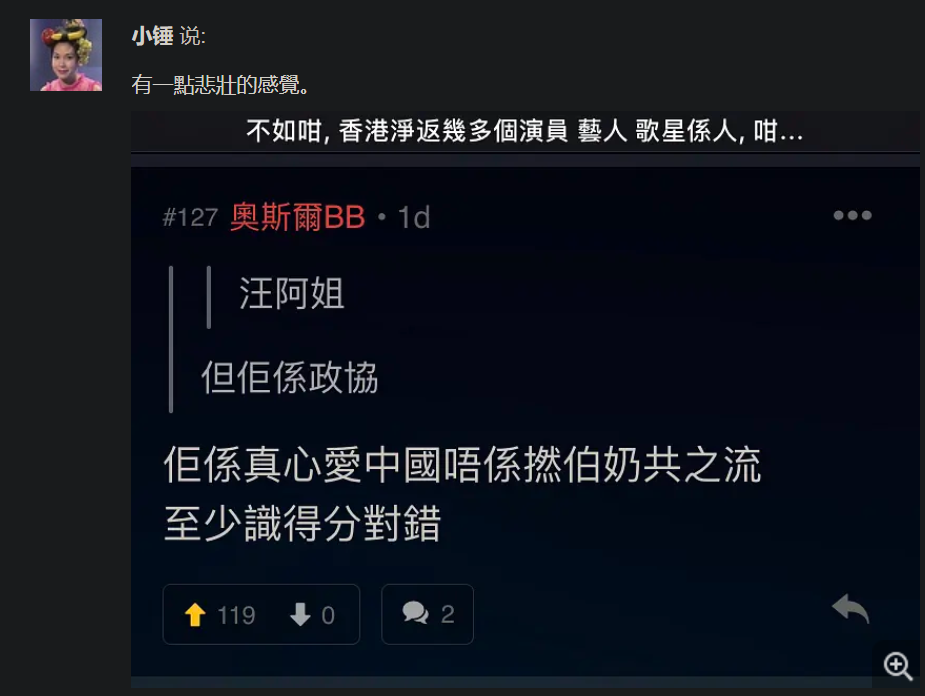 小锤 说:
有一點悲壯的感覺。
不如咁, 香港淨返幾多個演員 藝人 歌星係人, 咁...
#127 奧斯爾BB • 1d
汪阿姐
但佢係政協
佢係真心愛中國唔係撚伯奶共之流
至少識得分對錯
119 0 2